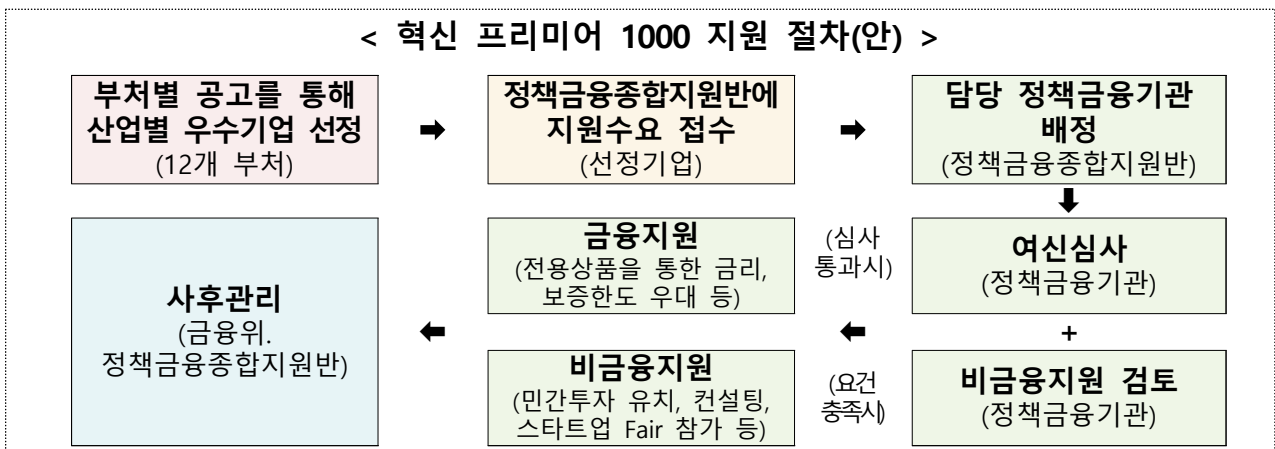 < 혁신 프리미어 1000 지원 절차(안) >
부처별 공고를 통해
산업별 우수기업 선정
(12개 부처)
➡
정책금융종합지원반에
지원수요 접수
(선정기업)
➡
담당 정책금융기관
배정
(정책금융종합지원반)
⬇
여신심사
(정책금융기관)
+
비금융지원 검토
(정책금융기관)
(심사
통과시)
⬅
(요건
충족시)
금융지원
(전용상품을 통한 금리,
보증한도 우대 등)
비금융지원
(민간투자 유치, 컨설팅,
스타트업 Fair 참가 등)
⬅
사후관리
(금융위.
정책금융종합지원반)